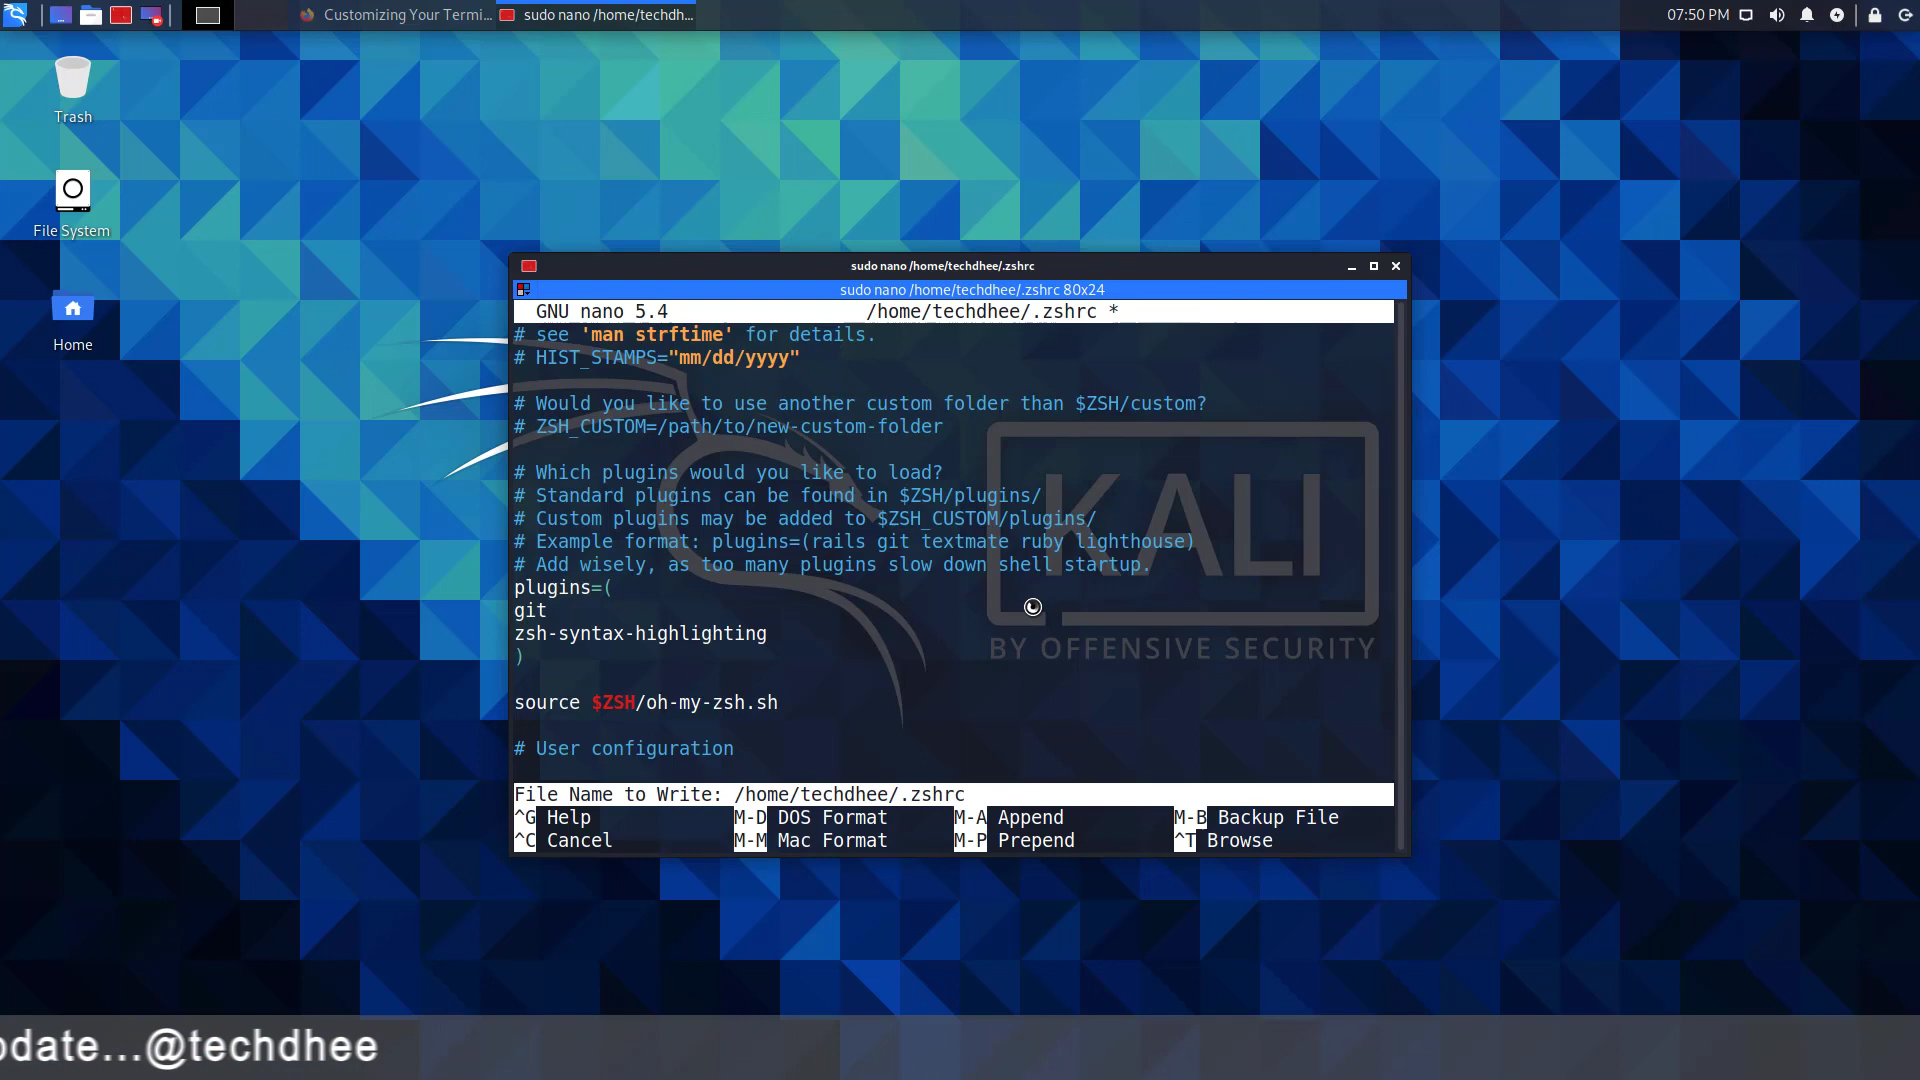 Customizing Your Termi...
sudo nano /home/techdh...
07:50 PM
Trash
File System
Home
sudo nano /home/techdhee/.zshrc
sudo nano /home/techdhee/.zshrc 80x24
GNU nano 5.4 /home/techdhee/.zshrc *
# see 'man strftime' for details.
# HIST_STAMPS="mm/dd/yyyy"
# Would you like to use another custom folder than $ZSH/custom?
# ZSH_CUSTOM=/path/to/new-custom-folder
# Which plugins would you like to load?
# Standard plugins can be found in $ZSH/plugins/
# Custom plugins may be added to $ZSH_CUSTOM/plugins/
# Example format: plugins=(rails git textmate ruby lighthouse)
# Add wisely, as too many plugins slow down shell startup.
plugins=(
git
zsh-syntax-highlighting
)
source $ZSH/oh-my-zsh.sh
# User configuration
KALI
BY OFFENSIVE SECURITY
File Name to Write: /home/techdhee/.zshrc
^G Help M-D DOS Format M-A Append M-B Backup File
^C Cancel M-M Mac Format M-P Prepend ^T Browse
odate...@techdhee